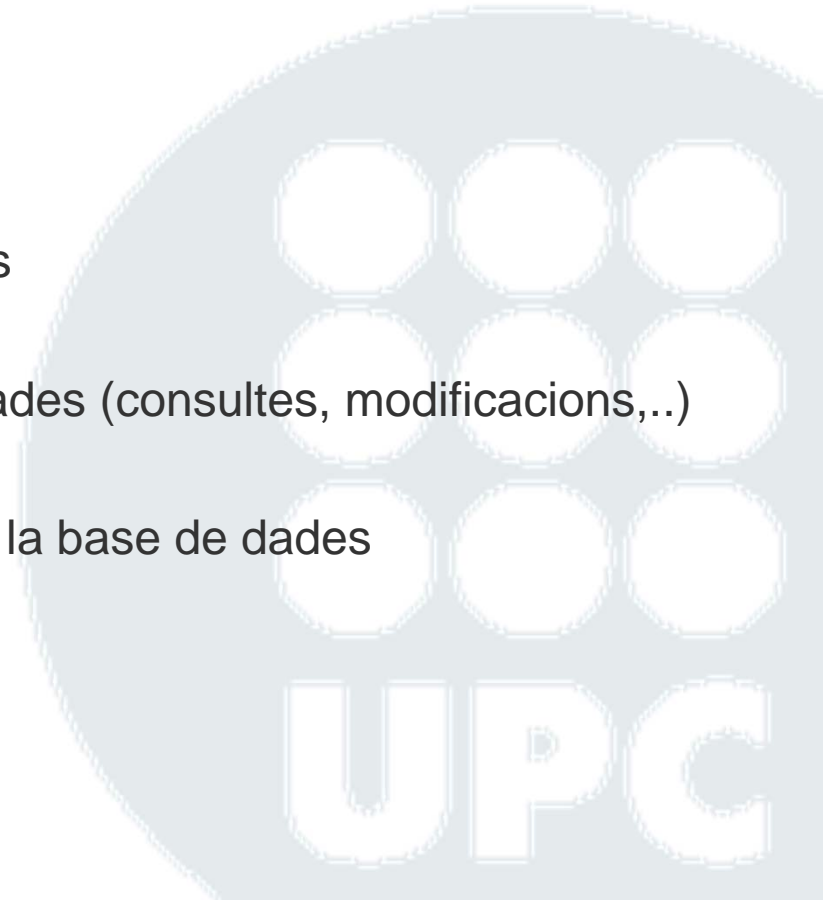 s
ades (consultes, modificacions,..)
la base de dades
UPC